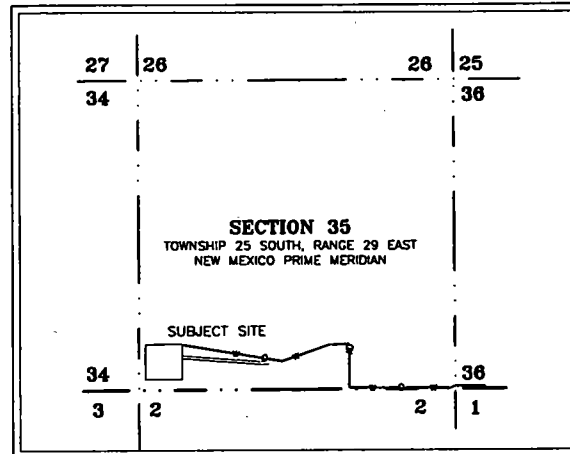 27 26 26 25
34 36
SECTION 35
TOWNSHIP 25 SOUTH, RANGE 29 EAST
NEW MEXICO PRIME MERIDIAN
SUBJECT SITE
34 36
3 2 2 1